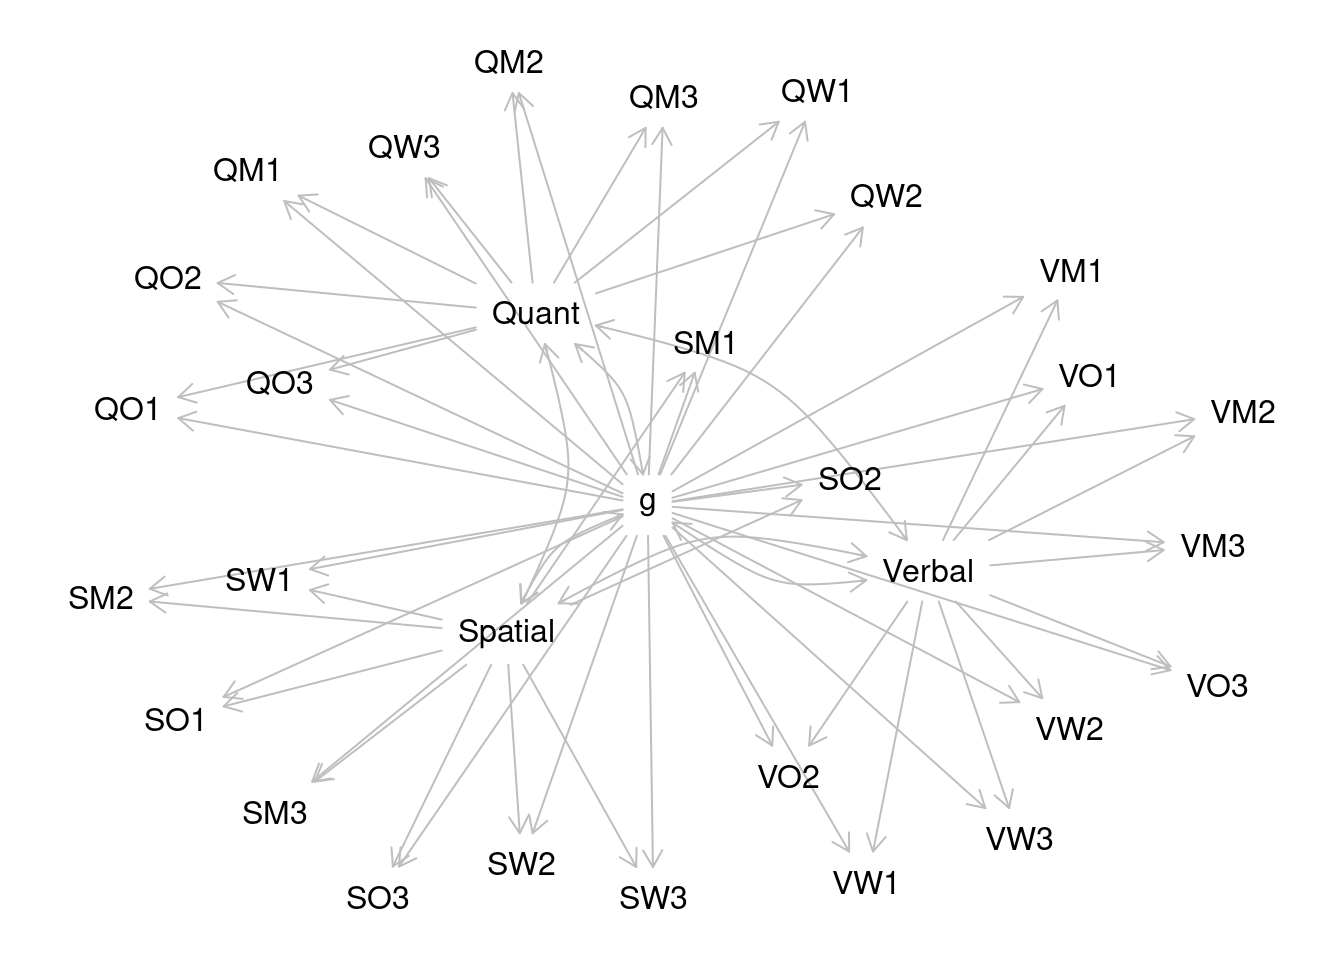 QM2
QM3
QW1
QW3
QM1
QW2
QO2
VM1
Quant
SM1
VO1
QO3
QO1
VM2
SO2
g
VM3
Verbal
SW1
SM2
Spatial
VO3
SO1
VW2
VO2
SM3
VW3
SW2
VW1
SO3
SW3